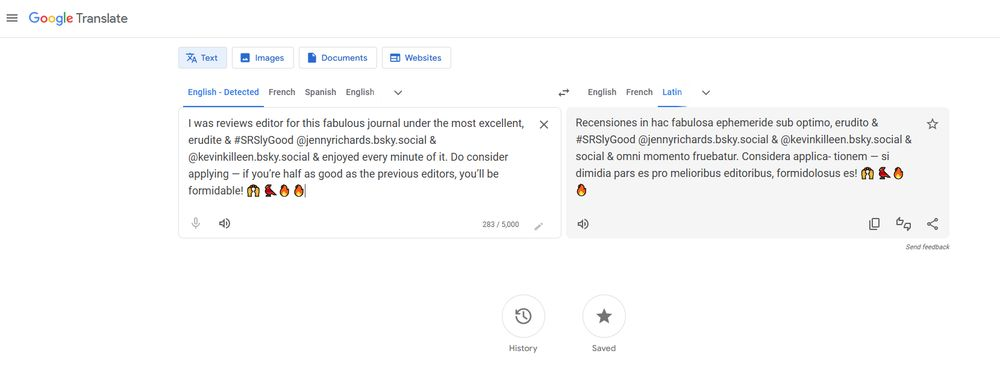 Google Translate
Text
Images
Documents
Websites
English - Detected
French
Spanish
English
English
French
Latin
I was reviews editor for this fabulous journal under the most excellent,
erudite & #SRSlyGood @jennyrichards.bsky.social &
@kevinkilleen.bsky.social & enjoyed every minute of it. Do consider
applying — if you're half as good as the previous editors, you'll be
formidable! 🙌💃🔥🔥
283 / 5,000
Recensiones in hac fabulosa ephemeride sub optimo, erudito &
#SRSlyGood @jennyrichards.bsky.social & @kevinkilleen.bsky.social &
social & omni momento fruebatur. Considera applica- tionem — si
dimidia pars es pro melioribus editoribus, formidolosus es! 🙌💃🔥
🔥
Send feedback
History
Saved